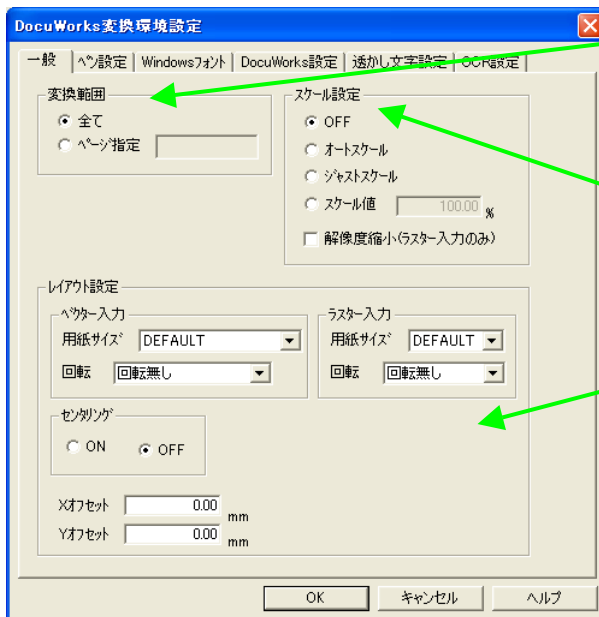 DocuWorks変換環境設定
一般 ペン設定 Windowsフォント DocuWorks設定 透かし文字設定 OCR設定
変換範囲
全て
ページ指定
スケール設定
OFF
オートスケール
ジャストスケール
スケール値 100.00 %
解像度縮小(ラスター入力のみ)
レイアウト設定
ベクター入力
用紙サイズ DEFAULT
回転 回転無し
ラスター入力
用紙サイズ DEFAULT
回転 回転無し
センタリング
ON OFF
Xオフセット 0.00 mm
Yオフセット 0.00 mm
OK キャンセル ヘルプ